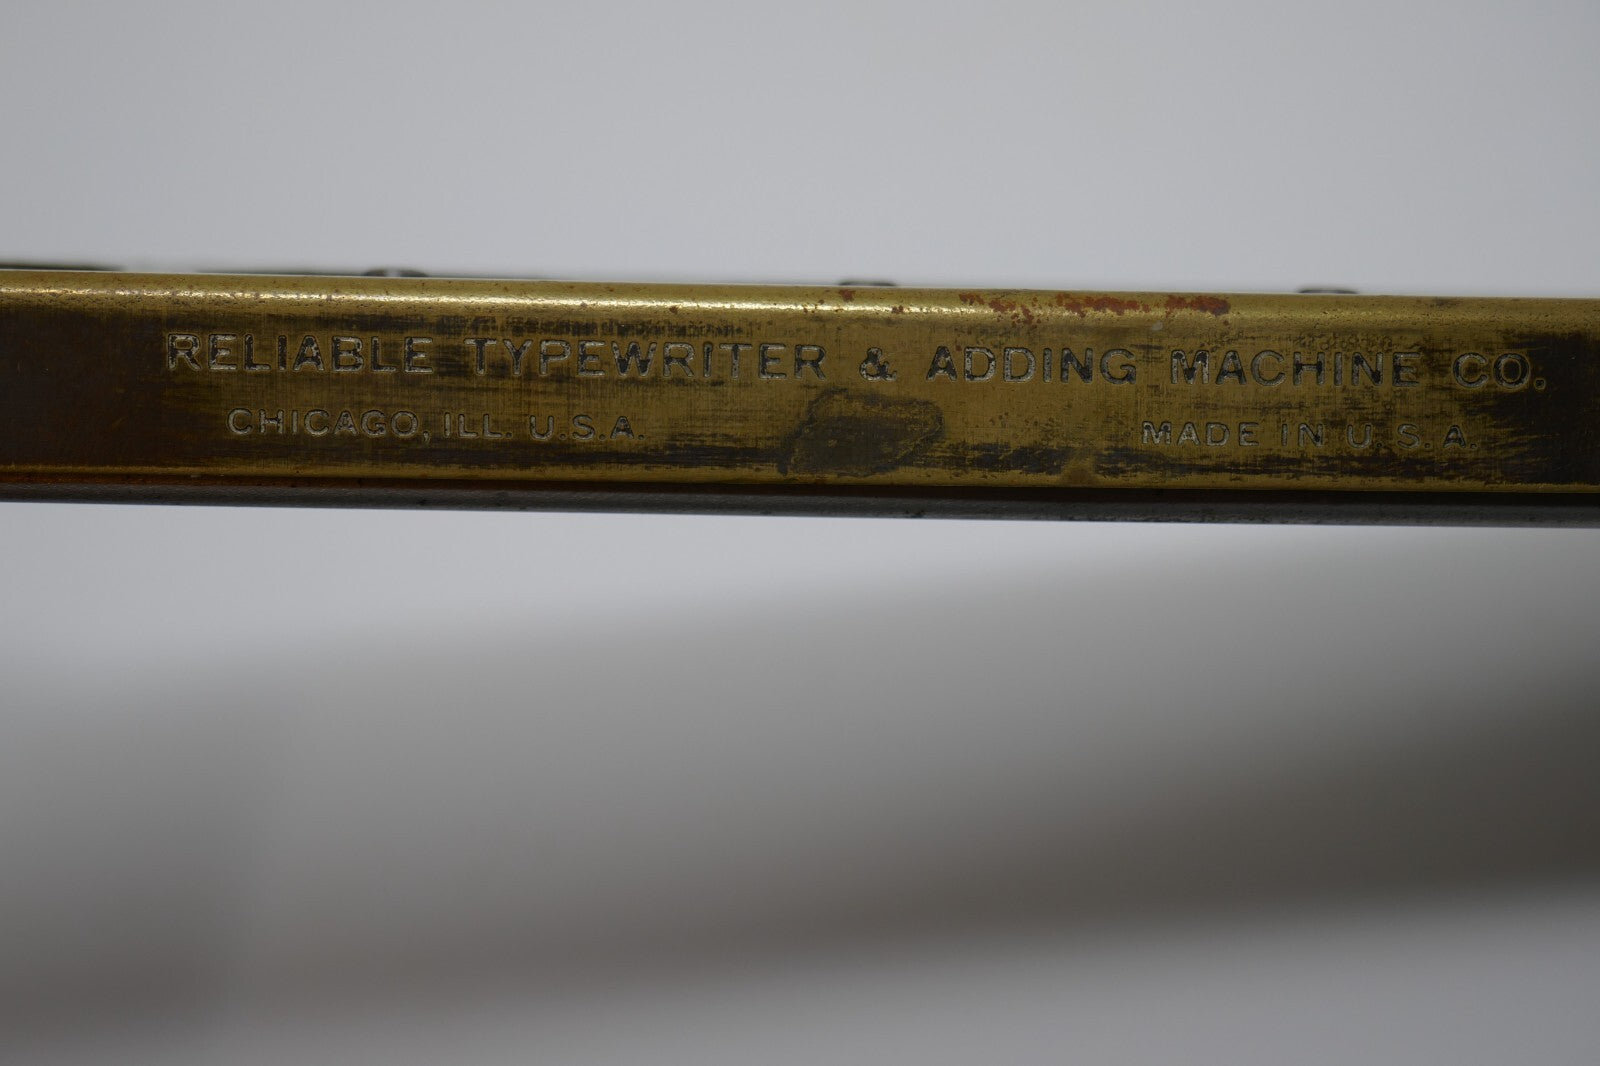 RELIABLE TYPEWRITER & ADDING MACHINE CO.
CHICAGO, ILL. U.S.A. MADE IN U.S.A.